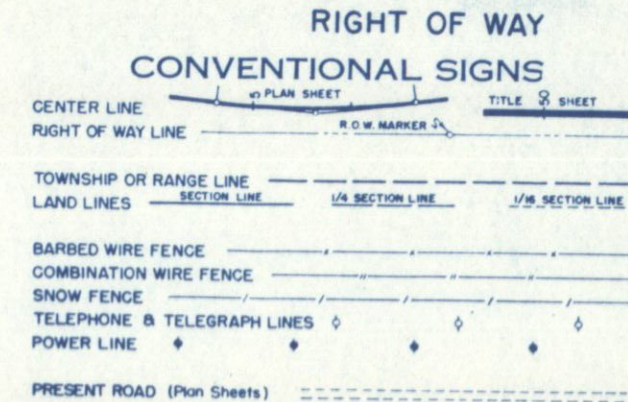 RIGHT OF WAY
CONVENTIONAL SIGNS
CENTER LINE PLAN SHEET TITLE SHEET
RIGHT OF WAY LINE R.O.W. MARKER
TOWNSHIP OR RANGE LINE
LAND LINES SECTION LINE 1/4 SECTION LINE 1/16 SECTION LINE
BARBED WIRE FENCE
COMBINATION WIRE FENCE
SNOW FENCE
TELEPHONE & TELEGRAPH LINES
POWER LINE
PRESENT ROAD (Plan Sheets)